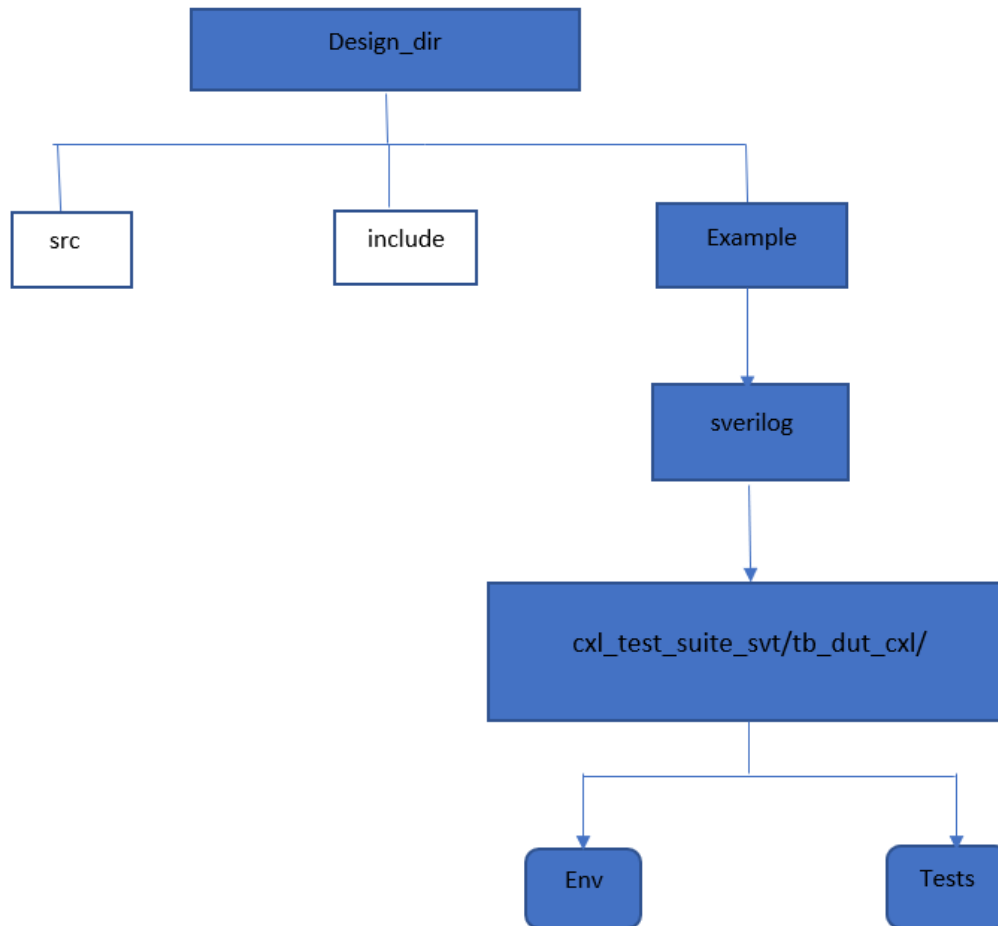 Design_dir
src
include
Example
sverilog
cxl_test_suite_svt/tb_dut_cxl/
Env
Tests